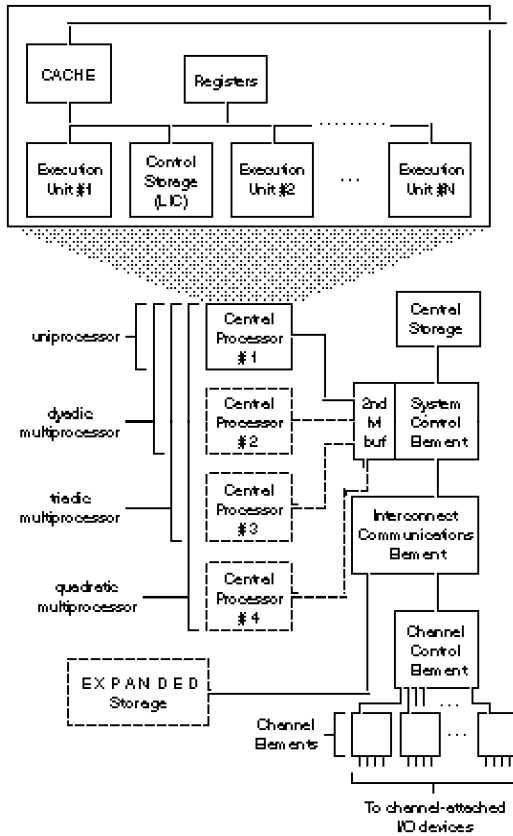 CACHE
Registers
Execution
Unit #1
Control
Storage
(LIC)
Execution
Unit #2
...
Execution
Unit #N
uniprocessor
dyadic
multiprocessor
triadic
multiprocessor
quadratic
multiprocessor
Central
Processor
#1
Central
Processor
#2
Central
Processor
#3
Central
Processor
#4
Central
Storage
2nd
lvl
buf
System
Control
Element
Interconnect
Communications
Element
Channel
Control
Element
EXPANDED
Storage
Channel
Elements
...
...
To channel-attached
I/O devices